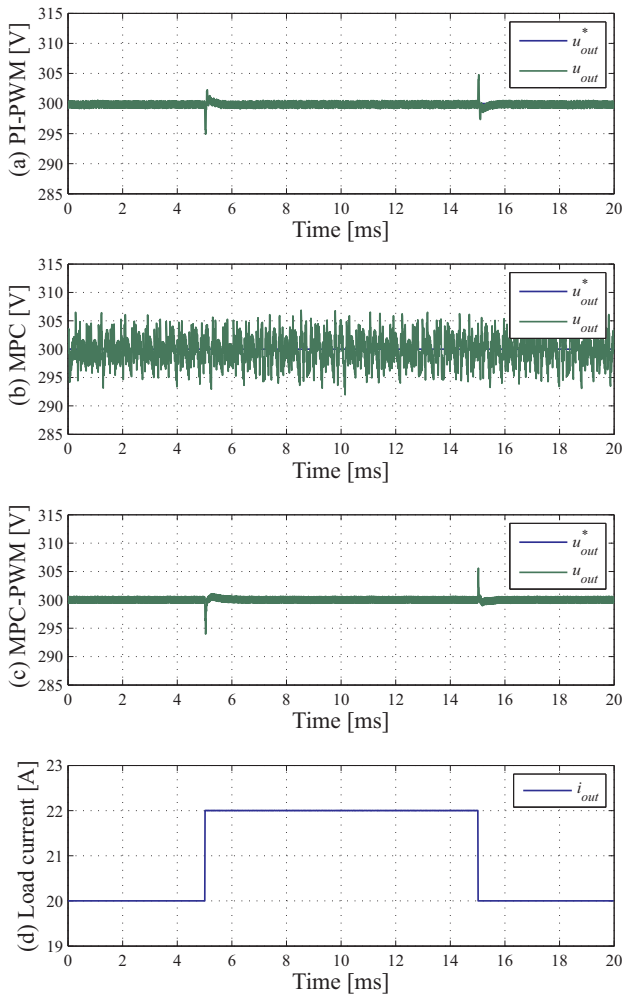 (a) PI-PWM [V]
315
310
305
300
295
290
285
u*out
uout
0 2 4 6 8 10 12 14 16 18 20
Time [ms]
(b) MPC [V]
315
310
305
300
295
290
285
u*out
uout
0 2 4 6 8 10 12 14 16 18 20
Time [ms]
(c) MPC-PWM [V]
315
310
305
300
295
290
285
u*out
uout
0 2 4 6 8 10 12 14 16 18 20
Time [ms]
(d) Load current [A]
23
22
21
20
19
iout
0 2 4 6 8 10 12 14 16 18 20
Time [ms]